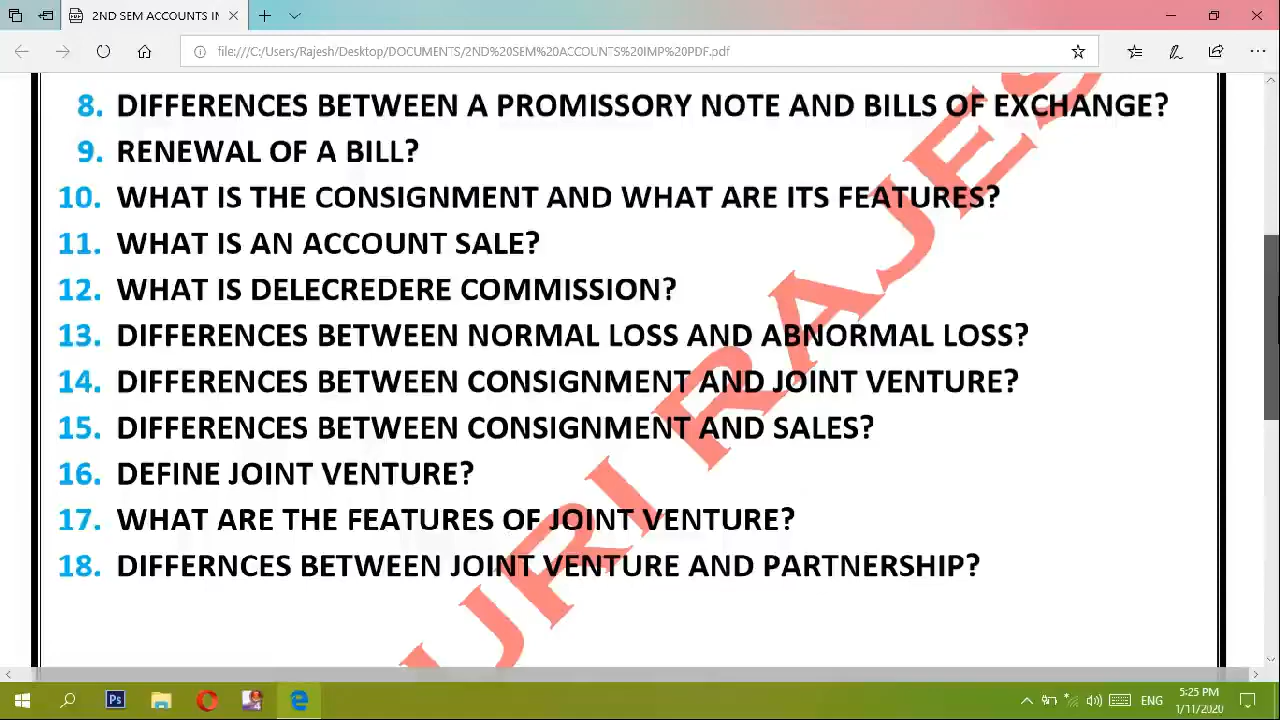 2ND SEM ACCOUNTS IN
file:///C:/Users/Rajesh/Desktop/DOCUMENTS/2ND%20SEM%20ACCOUNTS%20IMP%20PDF.pdf
8. DIFFERENCES BETWEEN A PROMISSORY NOTE AND BILLS OF EXCHANGE?
9. RENEWAL OF A BILL?
10. WHAT IS THE CONSIGNMENT AND WHAT ARE ITS FEATURES?
11. WHAT IS AN ACCOUNT SALE?
12. WHAT IS DELECREDERE COMMISSION?
13. DIFFERENCES BETWEEN NORMAL LOSS AND ABNORMAL LOSS?
14. DIFFERENCES BETWEEN CONSIGNMENT AND JOINT VENTURE?
15. DIFFERENCES BETWEEN CONSIGNMENT AND SALES?
16. DEFINE JOINT VENTURE?
17. WHAT ARE THE FEATURES OF JOINT VENTURE?
18. DIFFERNCES BETWEEN JOINT VENTURE AND PARTNERSHIP?
URI RAJES
Ps
ENG
5:25 PM
1/11/2020